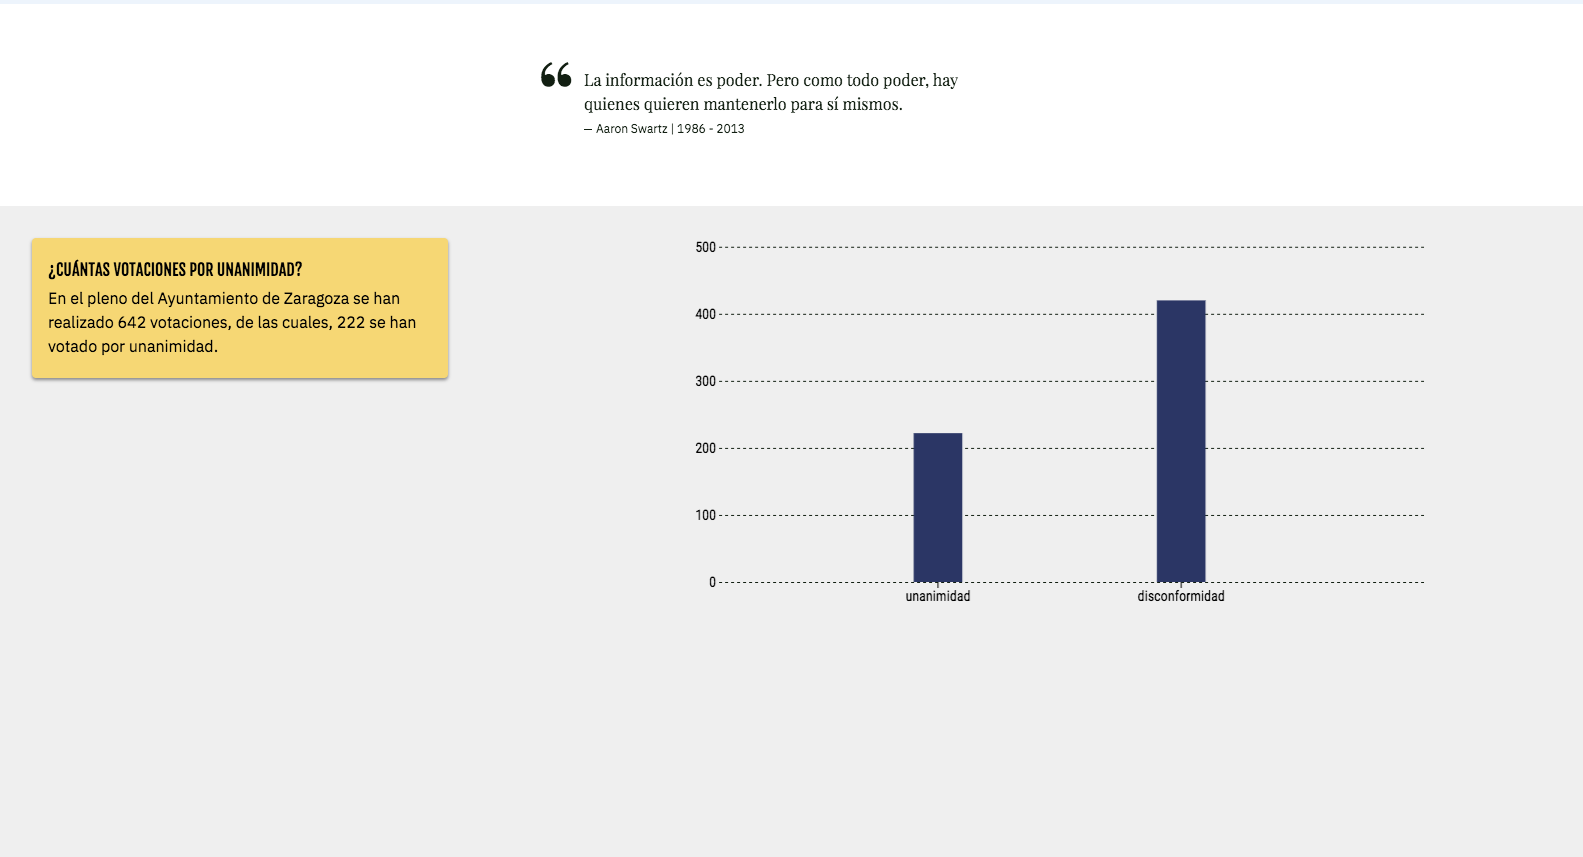 “
La información es poder. Pero como todo poder, hay
quienes quieren mantenerlo para sí mismos.
— Aaron Swartz | 1986 - 2013
¿CUÁNTAS VOTACIONES POR UNANIMIDAD?
En el pleno del Ayuntamiento de Zaragoza se han
realizado 642 votaciones, de las cuales, 222 se han
votado por unanimidad.
500
400
300
200
100
0
unanimidad
disconformidad